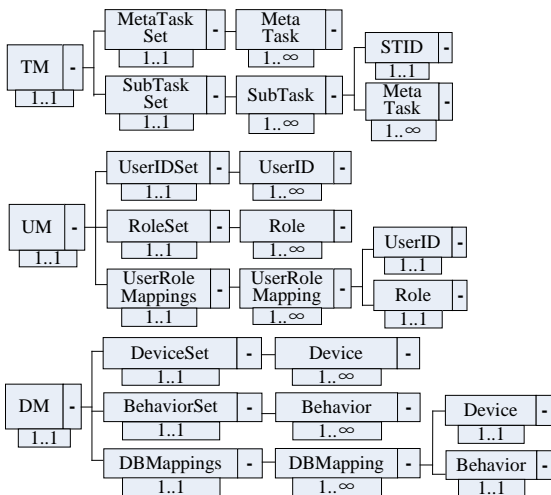 MetaTask
Set
-
1..1
Meta
Task
-
1..∞
TM
-
1..1
SubTask
Set
-
1..1
SubTask
-
1..∞
STID
-
1..1
Meta
Task
-
1..∞
UserIDSet
-
1..1
UserID
-
1..∞
UM
-
1..1
RoleSet
-
1..1
Role
-
1..∞
UserRole
Mappings
-
1..1
UserRole
Mapping
-
1..∞
UserID
-
1..1
Role
-
1..1
DeviceSet
-
1..1
Device
-
1..∞
DM
-
1..1
BehaviorSet
-
1..1
Behavior
-
1..∞
DBMappings
-
1..1
DBMapping
-
1..∞
Device
-
1..1
Behavior
-
1..1